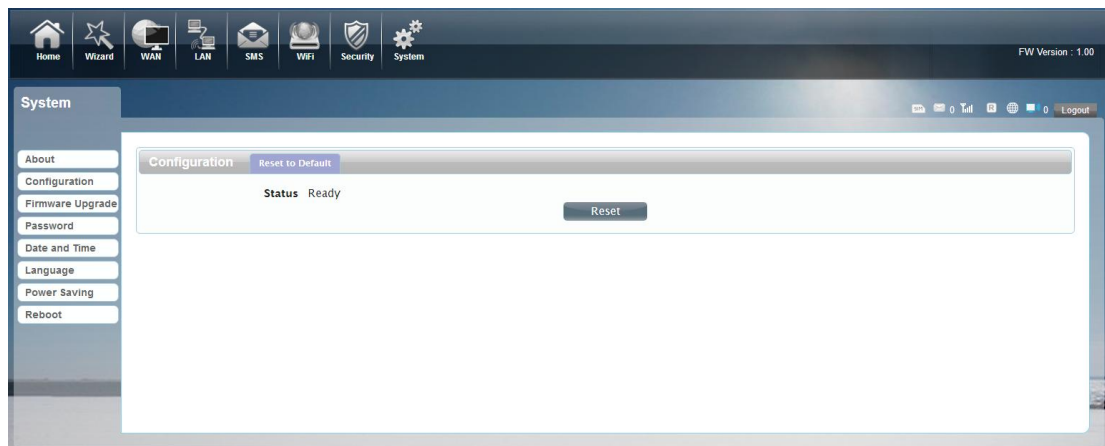 Home Wizard WAN LAN SMS WiFi Security System
FW Version : 1.00
System
0 R 0 Logout
About
Configuration
Firmware Upgrade
Password
Date and Time
Language
Power Saving
Reboot
Configuration Reset to Default
Status Ready
Reset